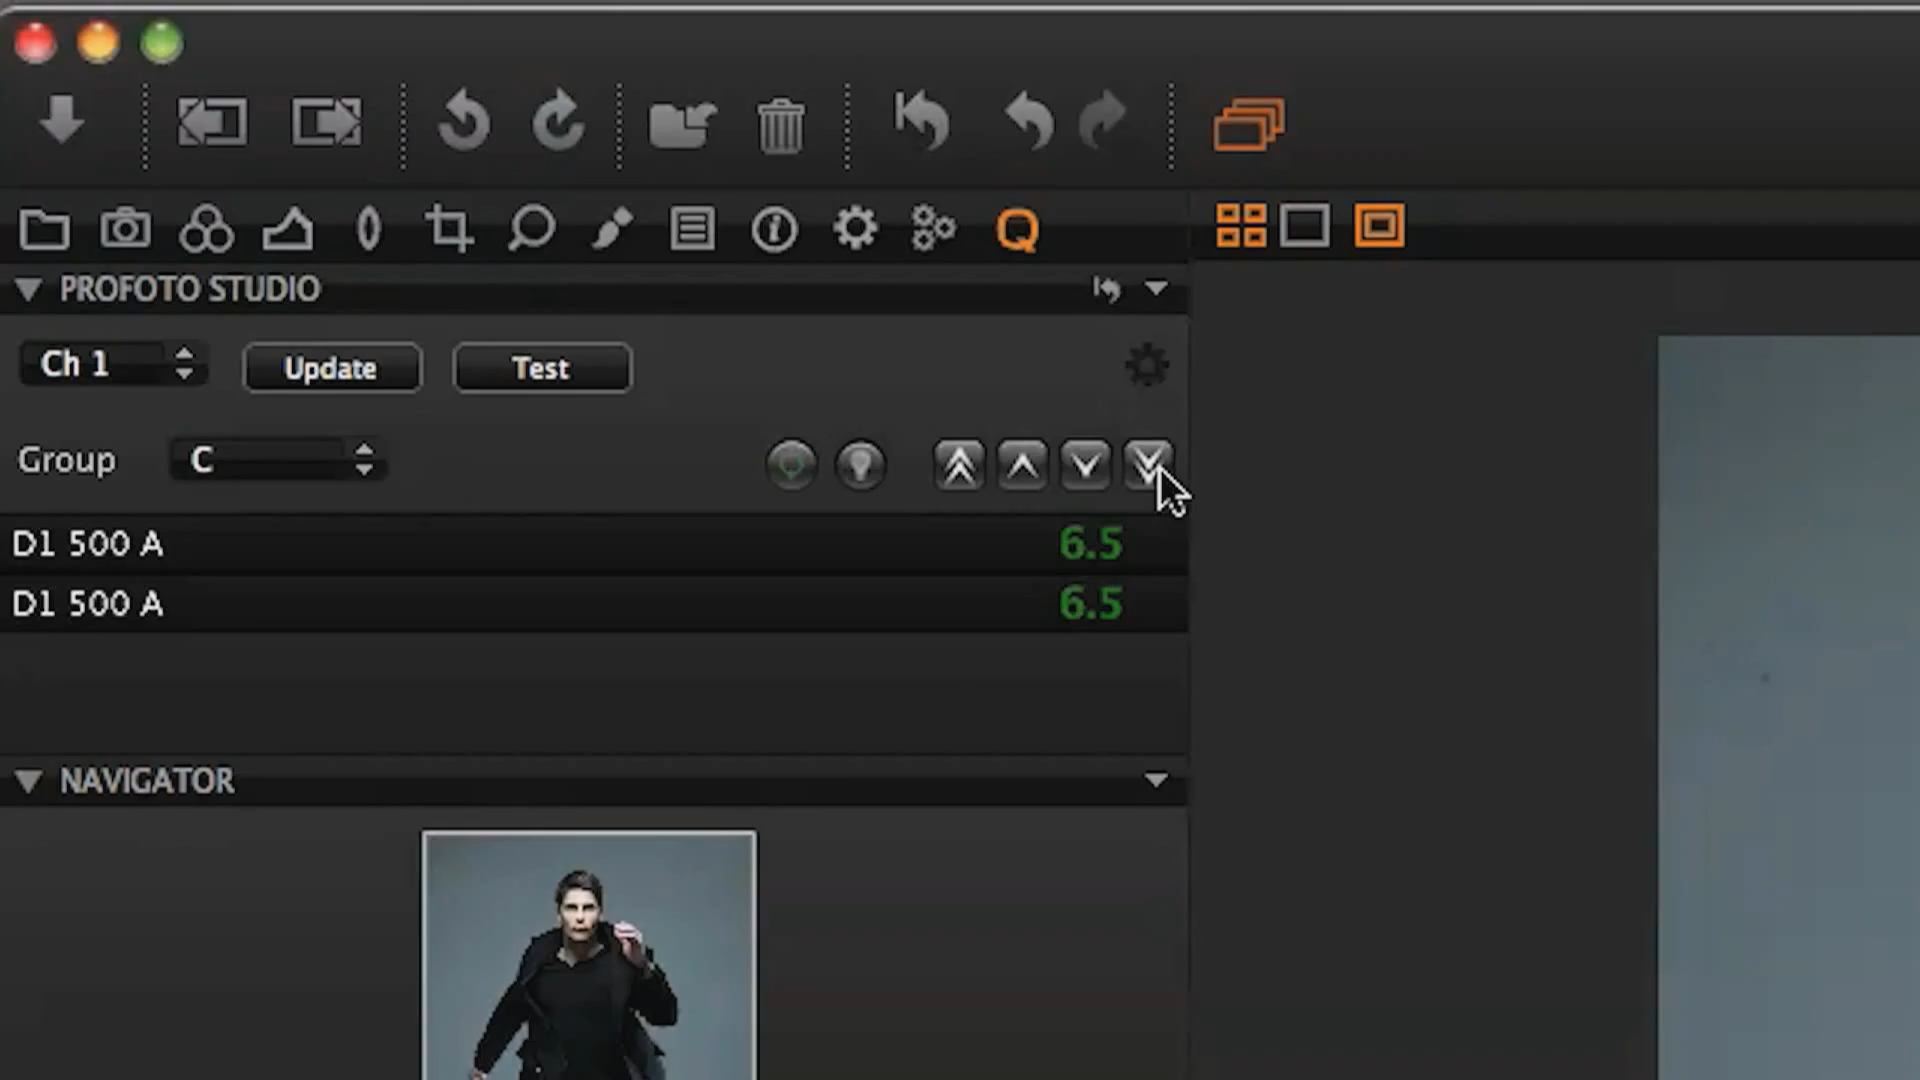 PROFOTO STUDIO
Ch 1 Update Test
Group C
D1 500 A 6.5
D1 500 A 6.5
NAVIGATOR